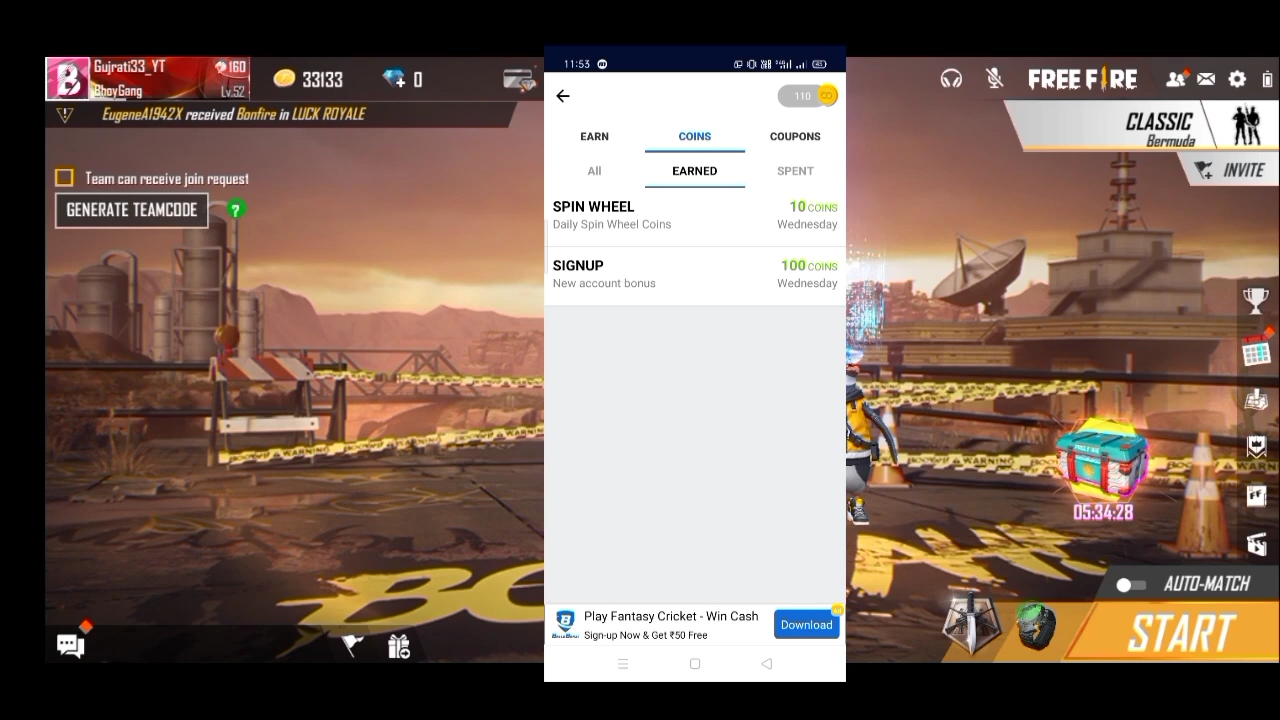 Gujrati33_YT
160
BboyGang
Lv.52
33133
0
EugeneA1942X received Bonfire in LUCK ROYALE
Team can receive join request
GENERATE TEAMCODE
?
11:53
110
EARN
COINS
COUPONS
All
EARNED
SPENT
SPIN WHEEL
10 COINS
Daily Spin Wheel Coins
Wednesday
SIGNUP
100 COINS
New account bonus
Wednesday
Play Fantasy Cricket - Win Cash
Sign-up Now & Get ₹50 Free
Download
FREE FIRE
CLASSIC
Bermuda
INVITE
05:34:28
AUTO-MATCH
START